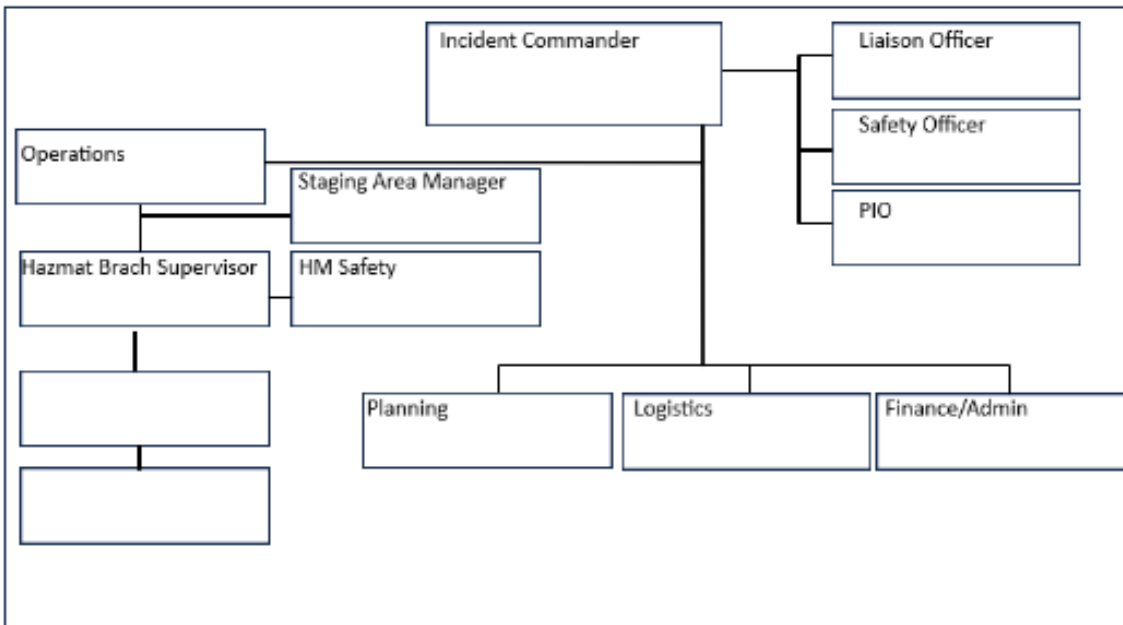 Incident Commander
Liaison Officer
Safety Officer
PIO
Operations
Staging Area Manager
Hazmat Brach Supervisor
HM Safety
Planning
Logistics
Finance/Admin